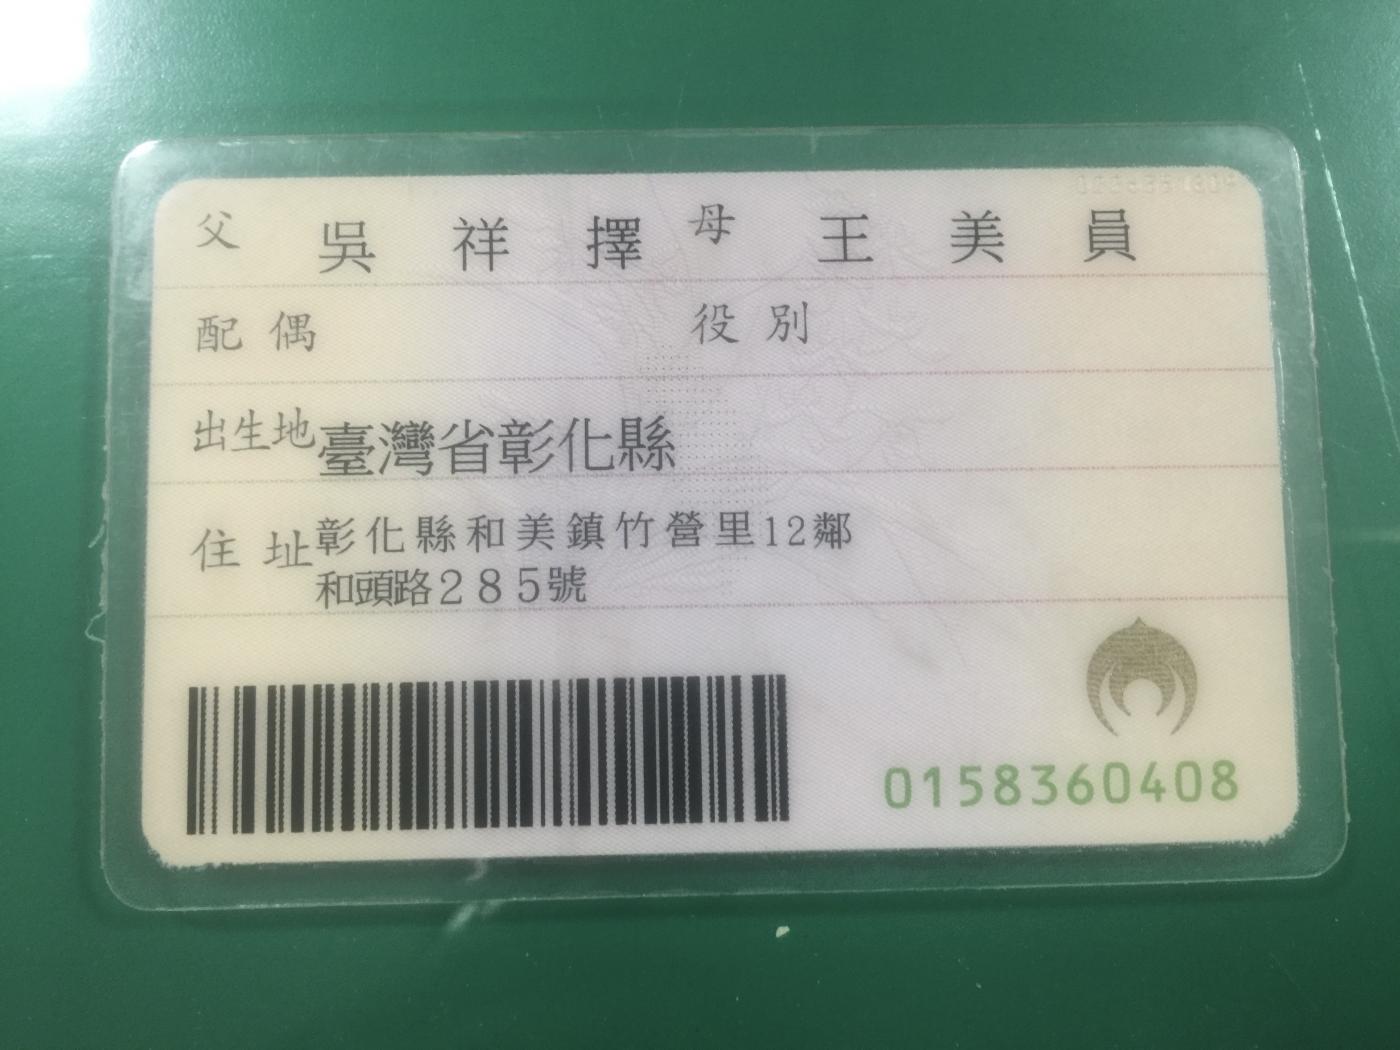 父 吳祥擇 母 王美員
配偶 役別
出生地 臺灣省彰化縣
住址 彰化縣和美鎮竹營里12鄰
和頭路285號
0158360408